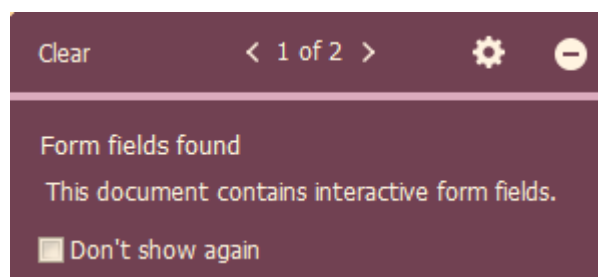 Clear < 1 of 2 >
Form fields found
This document contains interactive form fields.
Don't show again